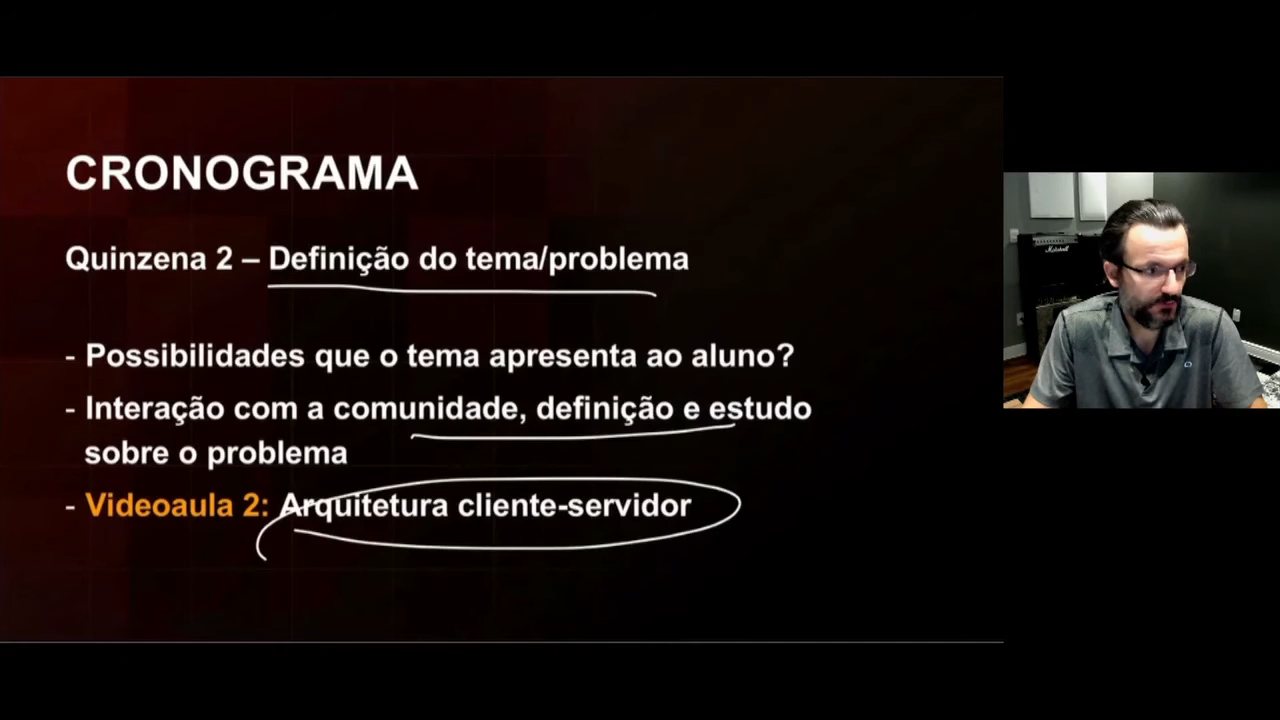 CRONOGRAMA
Quinzena 2 – Definição do tema/problema
- Possibilidades que o tema apresenta ao aluno?
- Interação com a comunidade, definição e estudo
sobre o problema
- Videoaula 2: Arquitetura cliente-servidor
Marshall